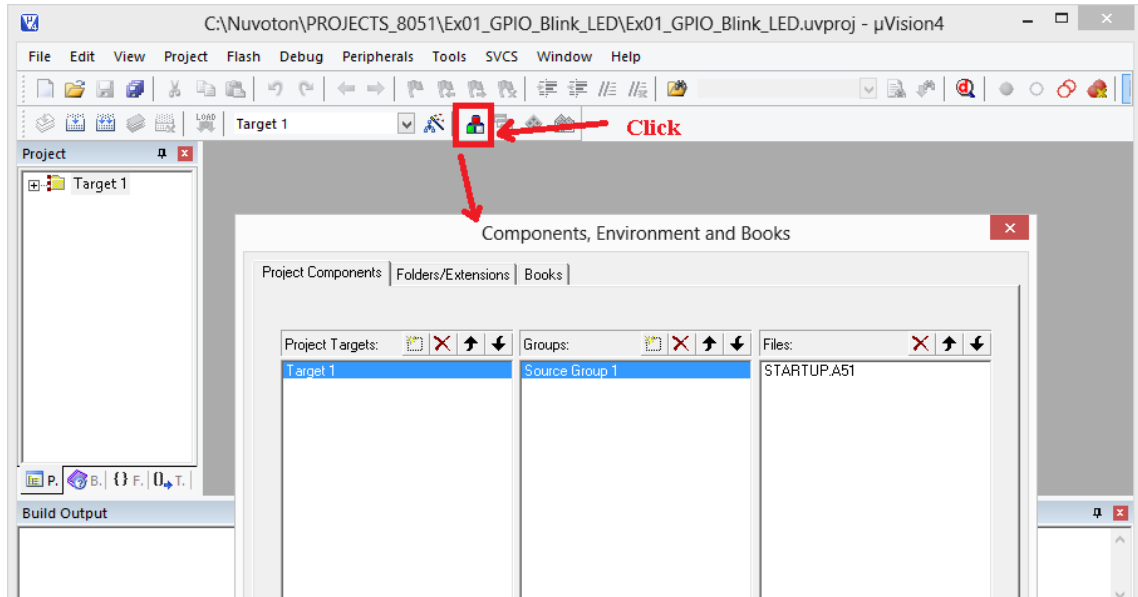 C:\Nuvoton\PROJECTS_8051\Ex01_GPIO_Blink_LED\Ex01_GPIO_Blink_LED.uvproj - µVision4
File Edit View Project Flash Debug Peripherals Tools SVCS Window Help
LOAD Target 1 Click
Project
Target 1
Components, Environment and Books
Project Components Folders/Extensions Books
Project Targets: Groups: Files:
Target 1 Source Group 1 STARTUP.A51
P. B. {} F. 0 T.
Build Output